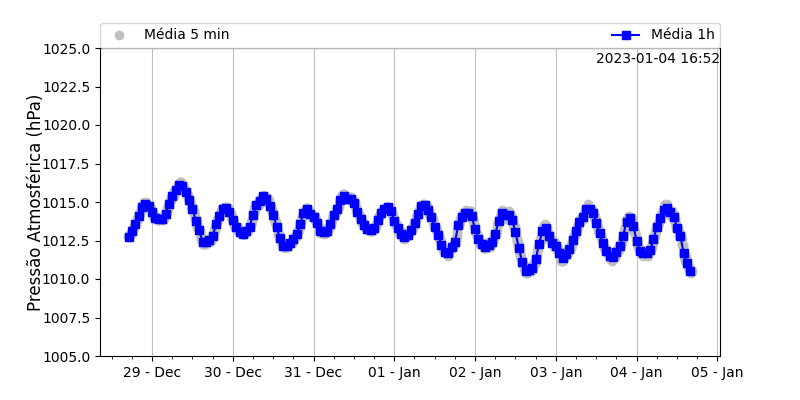 Média 5 min
Média 1h
2023-01-04 16:52
Pressão Atmosférica (hPa)
1025.0
1022.5
1020.0
1017.5
1015.0
1012.5
1010.0
1007.5
1005.0
29 - Dec
30 - Dec
31 - Dec
01 - Jan
02 - Jan
03 - Jan
04 - Jan
05 - Jan